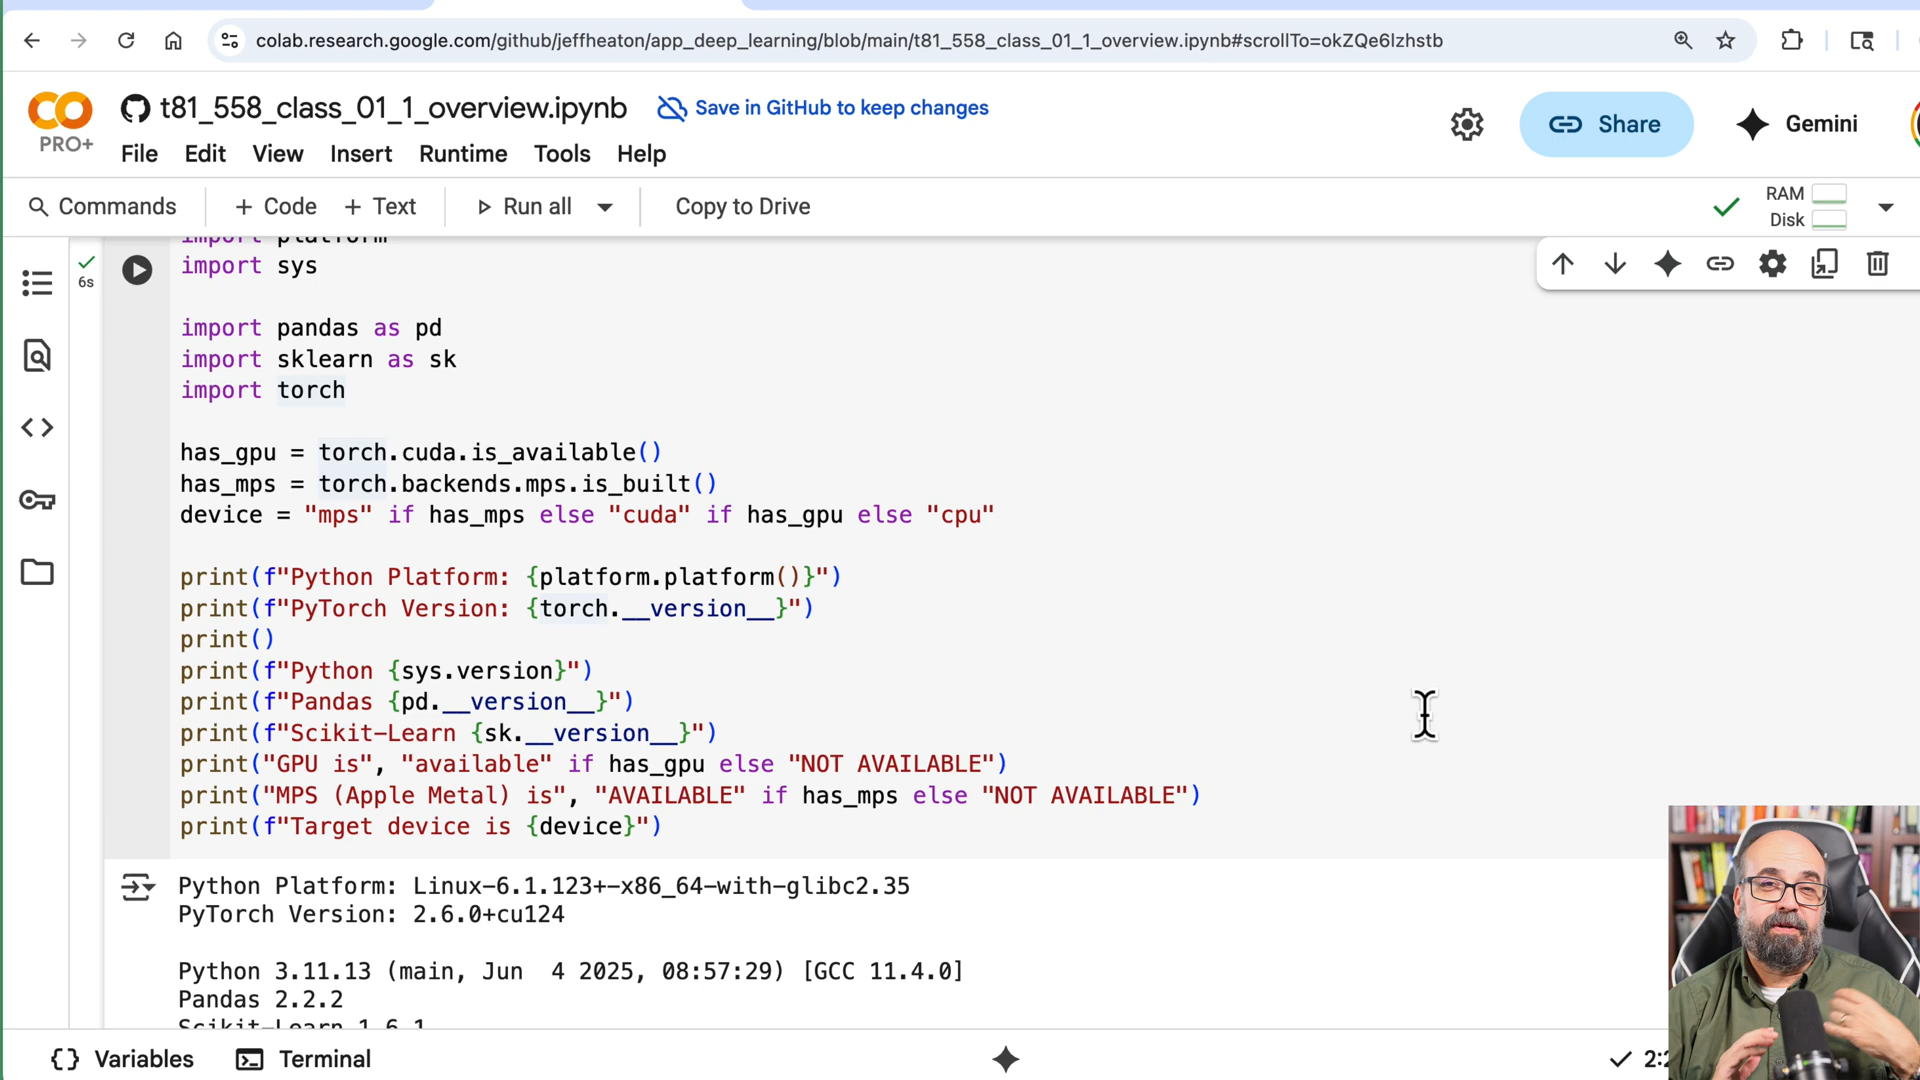 colab.research.google.com/github/jeffheaton/app_deep_learning/blob/main/t81_558_class_01_1_overview.ipynb#scrollTo=okZQe6lzhstb
PRO+
t81_558_class_01_1_overview.ipynb
Save in GitHub to keep changes
File Edit View Insert Runtime Tools Help
Share
Gemini
Commands + Code + Text Run all Copy to Drive
RAM
Disk
6s
import platform
import sys
import pandas as pd
import sklearn as sk
import torch
has_gpu = torch.cuda.is_available()
has_mps = torch.backends.mps.is_built()
device = "mps" if has_mps else "cuda" if has_gpu else "cpu"
print(f"Python Platform: {platform.platform()}")
print(f"PyTorch Version: {torch.__version__}")
print()
print(f"Python {sys.version}")
print(f"Pandas {pd.__version__}")
print(f"Scikit-Learn {sk.__version__}")
print("GPU is", "available" if has_gpu else "NOT AVAILABLE")
print("MPS (Apple Metal) is", "AVAILABLE" if has_mps else "NOT AVAILABLE")
print(f"Target device is {device}")
Python Platform: Linux-6.1.123+-x86_64-with-glibc2.35
PyTorch Version: 2.6.0+cu124
Python 3.11.13 (main, Jun  4 2025, 08:57:29) [GCC 11.4.0]
Pandas 2.2.2
Scikit-Learn 1.6.1
{} Variables
Terminal